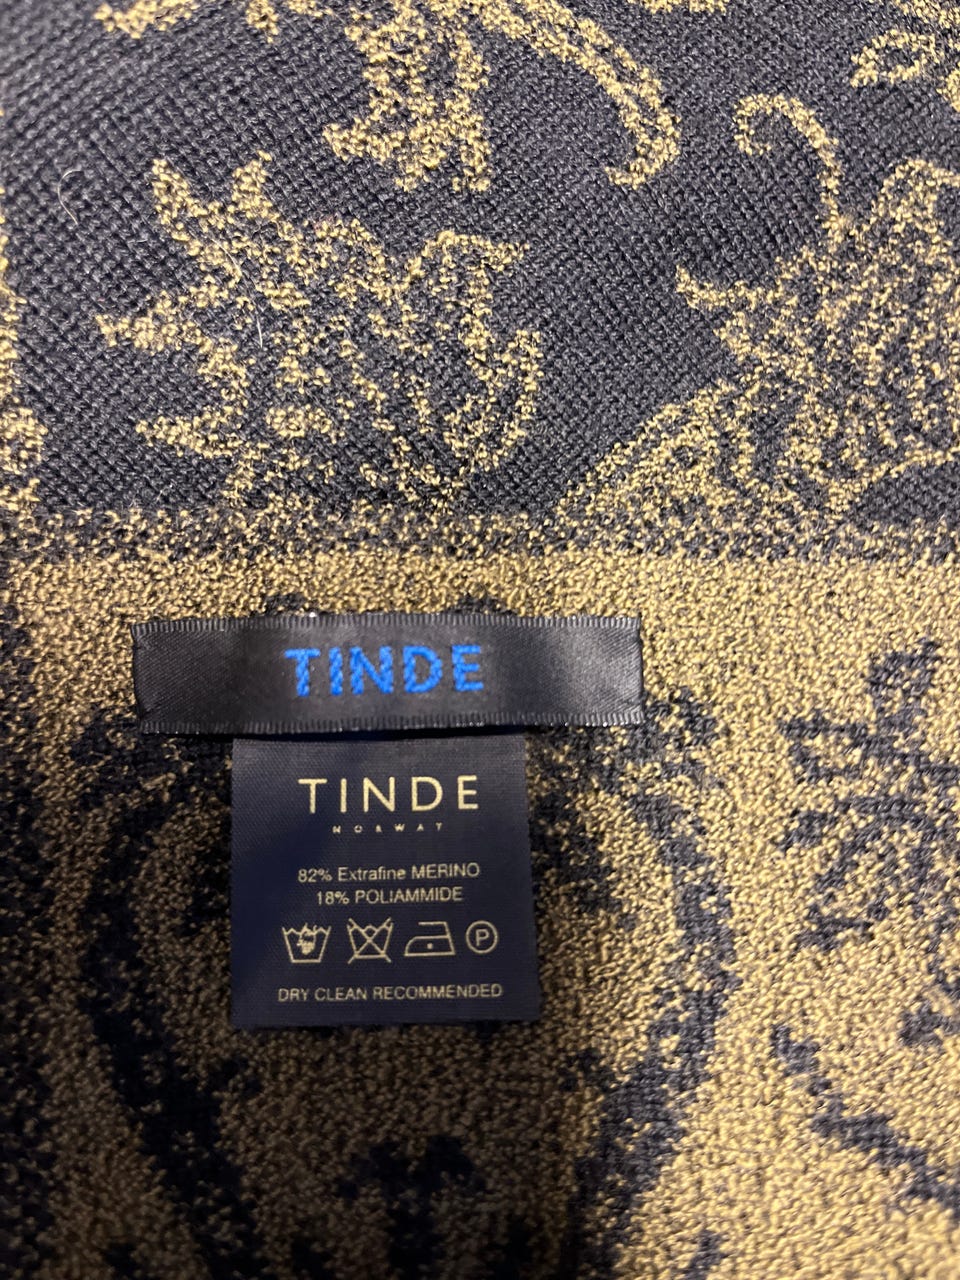 TINDE
TINDE
NORWAY
82% Extrafine MERINO
18% POLIAMMIDE
P
DRY CLEAN RECOMMENDED